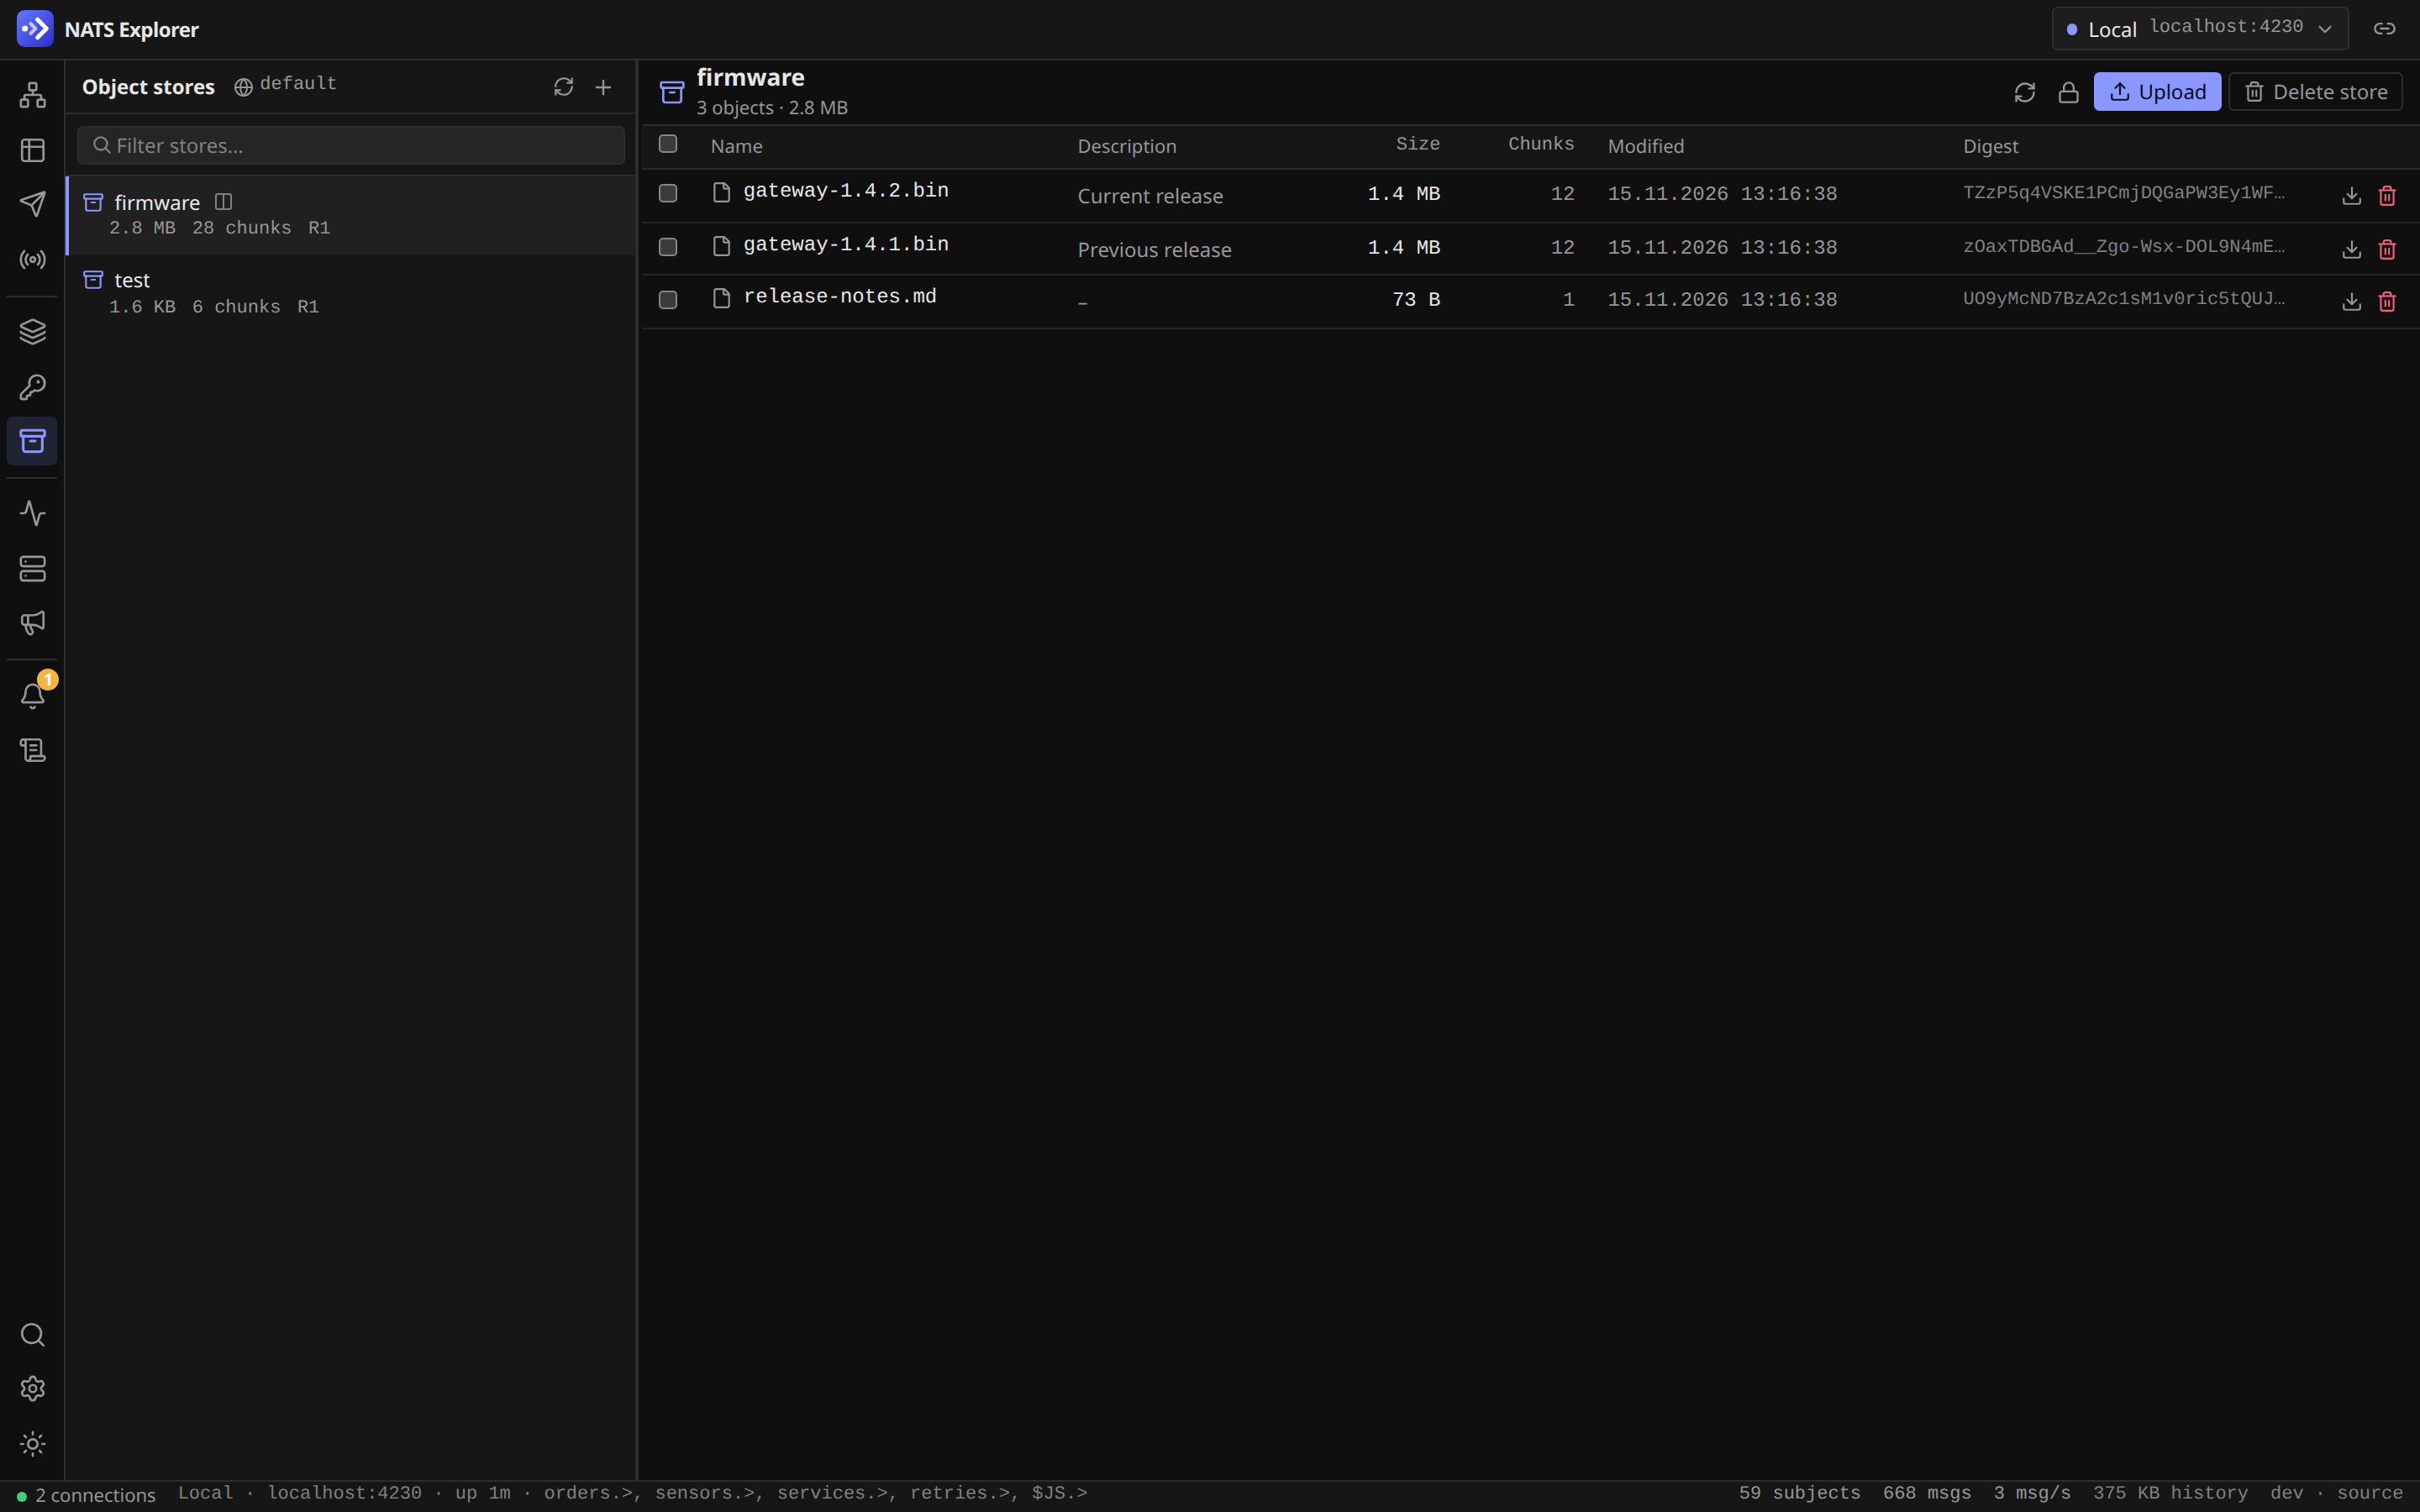 NATS Explorer
Local localhost:4230
Object stores default
Filter stores...
firmware
2.8 MB 28 chunks R1
test
1.6 KB 6 chunks R1
firmware
3 objects · 2.8 MB
Upload
Delete store
Name Description Size Chunks Modified Digest
gateway-1.4.2.bin Current release 1.4 MB 12 15.11.2026 13:16:38 TZzP5q4VSKE1PCmjDQGaPW3Ey1WF…
gateway-1.4.1.bin Previous release 1.4 MB 12 15.11.2026 13:16:38 zOaxTDBGAd__Zgo-Wsx-DOL9N4mE…
release-notes.md – 73 B 1 15.11.2026 13:16:38 UO9yMcND7BzA2c1sM1v0ric5tQUJ…
1
2 connections Local · localhost:4230 · up 1m · orders.>, sensors.>, services.>, retries.>, $JS.> 59 subjects 668 msgs 3 msg/s 375 KB history dev · source